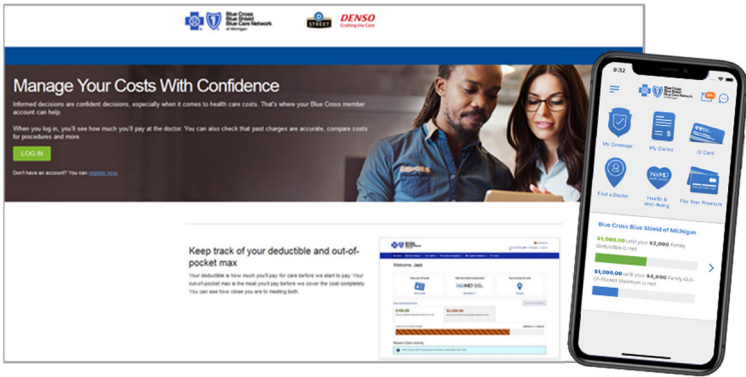 Blue Cross
Blue Shield
Blue Care Network
of Michigan
D
STREET
DENSO
Crafting the Core
Manage Your Costs With Confidence
Informed decisions are confident decisions, especially when it comes to health care costs. That's where your Blue Cross member
account can help.
When you log in, you'll see how much you'll pay at the doctor. You can also check that past charges are accurate, compare costs
for procedures and more.
LOG IN
Don't have an account? You can register now.
Keep track of your deductible and out-of-
pocket max
Your deductible is how much you'll pay for care before we start to pay. Your
out-of-pocket max is the most you'll pay before we cover the cost completely.
You can see how close you are to meeting both.
Welcome, Jack
9:32
Blue Cross
Blue Shield
Blue Care Network
My Coverage
My Claims
ID Card
Find a Doctor
WebMD
Health &
Well-Being
Pay Your Premium
Blue Cross Blue Shield of Michigan
$1,000.00 until your $2,000 Family
Deductible is met
$1,000.00 until your $4,000 Family Out-
Of-Pocket Maximum is met